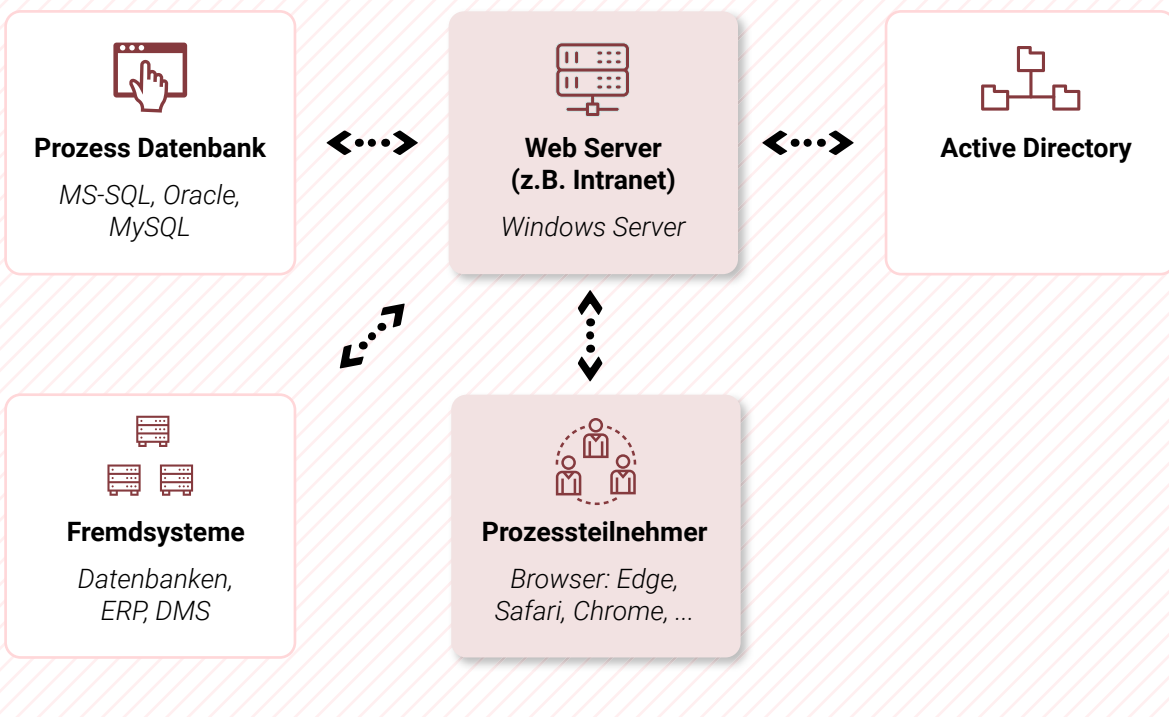 Prozess Datenbank
MS-SQL, Oracle,
MySQL
Web Server
(z.B. Intranet)
Windows Server
Active Directory
Fremdsysteme
Datenbanken,
ERP, DMS
Prozessteilnehmer
Browser: Edge,
Safari, Chrome, ...